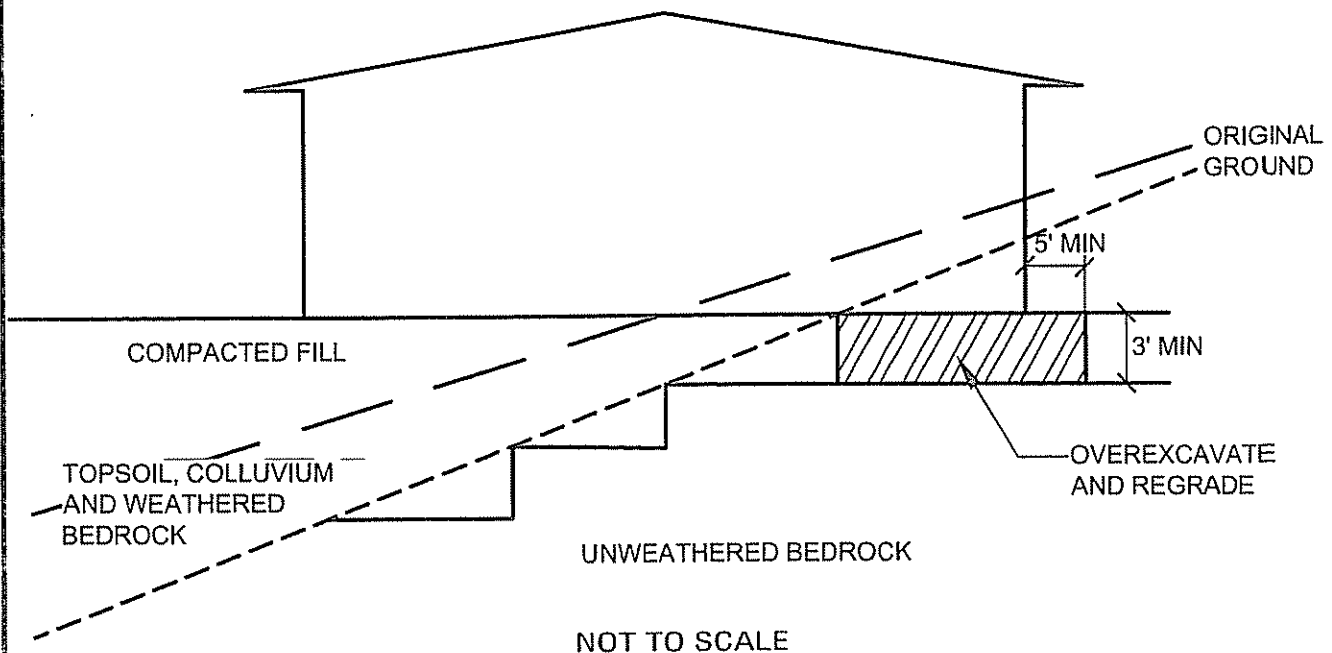 ORIGINAL
GROUND
5' MIN
3' MIN
COMPACTED FILL
TOPSOIL, COLLUVIUM
AND WEATHERED
BEDROCK
OVEREXCAVATE
AND REGRADE
UNWEATHERED BEDROCK
NOT TO SCALE